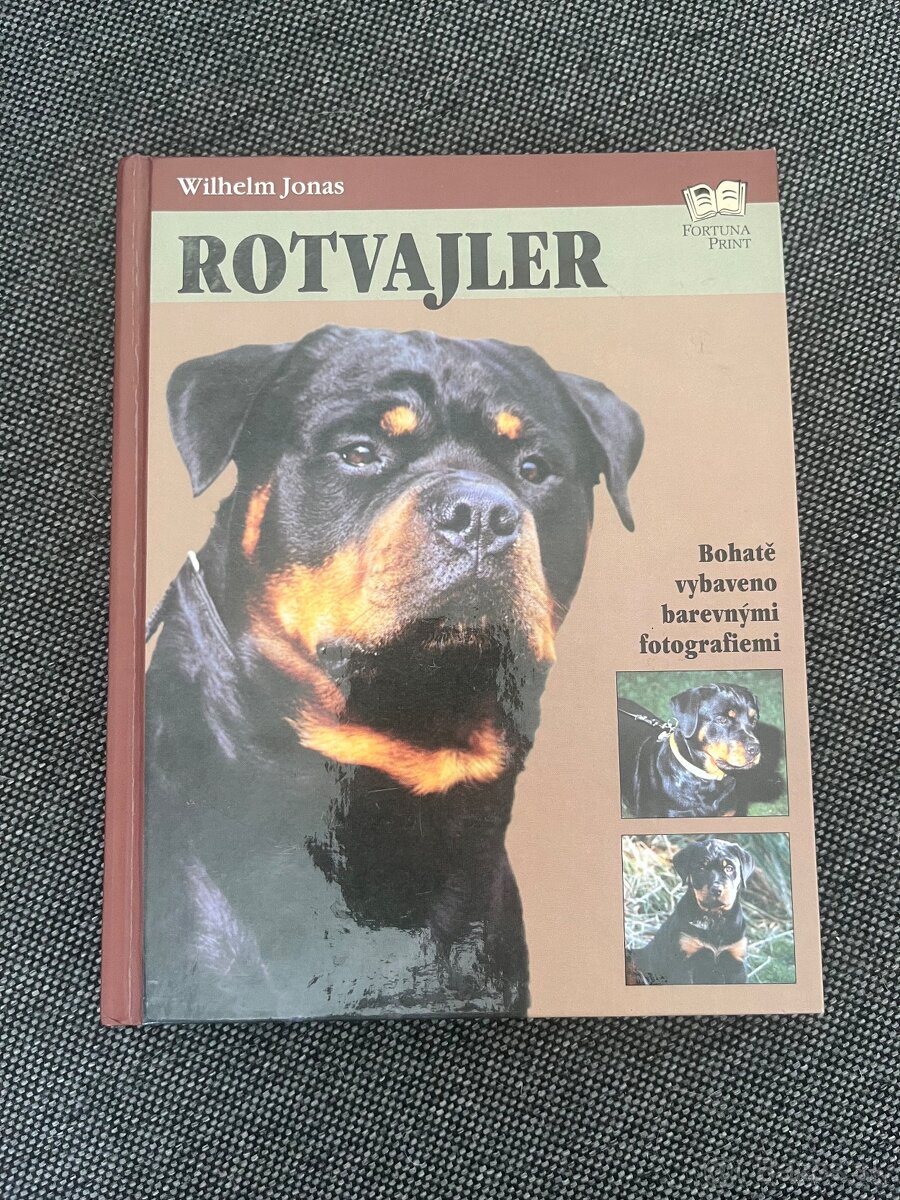 Wilhelm Jonas
FORTUNA
PRINT
ROTVAJLER
Bohatě
vybaveno
barevnými
fotografiemi